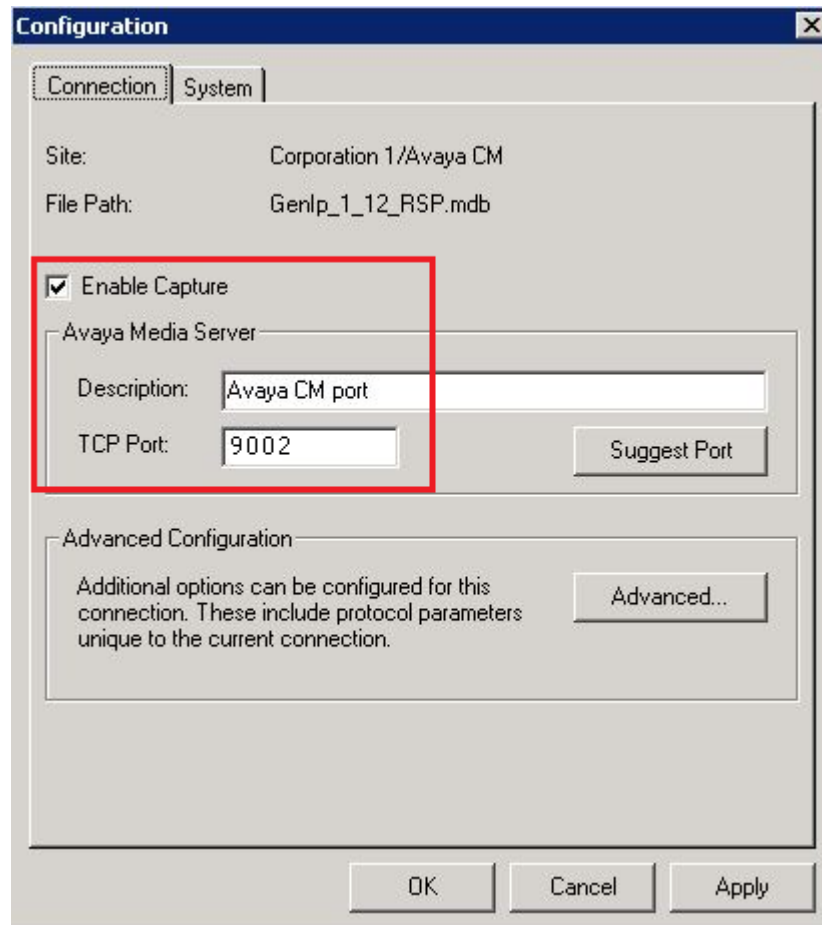 Configuration
Connection System
Site: Corporation 1/Avaya CM
File Path: GenIp_1_12_RSP.mdb
Enable Capture
Avaya Media Server
Description: Avaya CM port
TCP Port: 9002 Suggest Port
Advanced Configuration
Additional options can be configured for this
connection. These include protocol parameters
unique to the current connection.
Advanced...
OK Cancel Apply